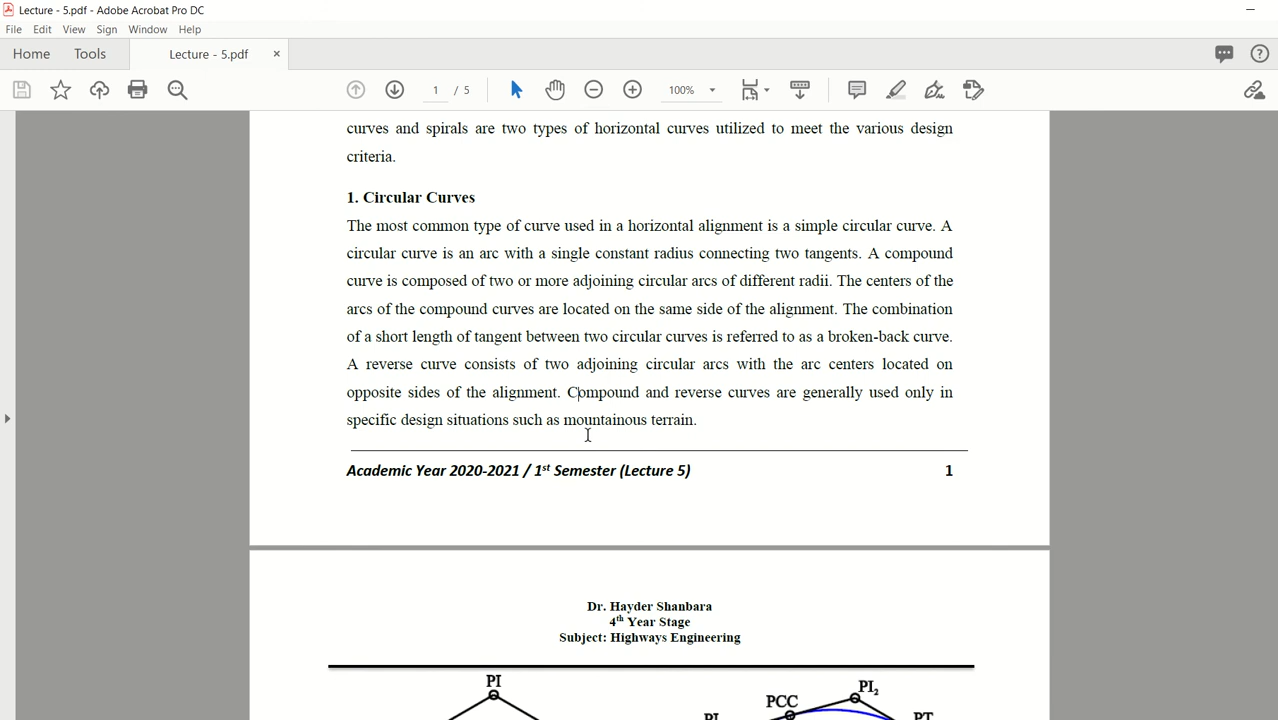 Lecture - 5.pdf - Adobe Acrobat Pro DC
File Edit View Sign Window Help
Home Tools Lecture - 5.pdf ×
1 / 5 100%
curves and spirals are two types of horizontal curves utilized to meet the various design
criteria.
1. Circular Curves
The most common type of curve used in a horizontal alignment is a simple circular curve. A
circular curve is an arc with a single constant radius connecting two tangents. A compound
curve is composed of two or more adjoining circular arcs of different radii. The centers of the
arcs of the compound curves are located on the same side of the alignment. The combination
of a short length of tangent between two circular curves is referred to as a broken-back curve.
A reverse curve consists of two adjoining circular arcs with the arc centers located on
opposite sides of the alignment. Compound and reverse curves are generally used only in
specific design situations such as mountainous terrain.
Academic Year 2020-2021 / 1st Semester (Lecture 5) 1
Dr. Hayder Shanbara
4th Year Stage
Subject: Highways Engineering
PI
PCC PI2
PT